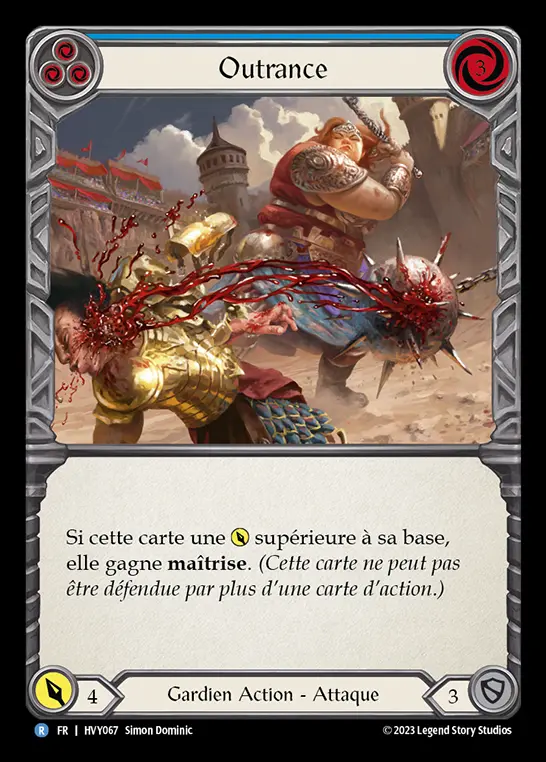 Outrance
3
Si cette carte une supérieure à sa base,
elle gagne maîtrise. (Cette carte ne peut pas
être défendue par plus d'une carte d'action.)
4
Gardien Action - Attaque
3
R FR | HVY067 Simon Dominic
© 2023 Legend Story Studios